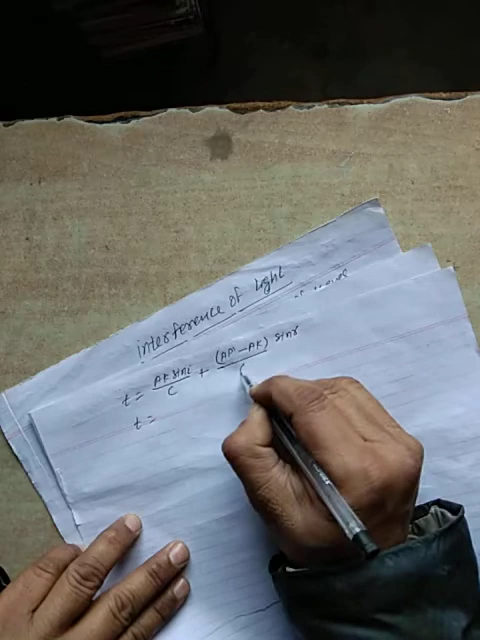 interference of light
t = AK sini / C + (AM - AK) sinr / C
t =